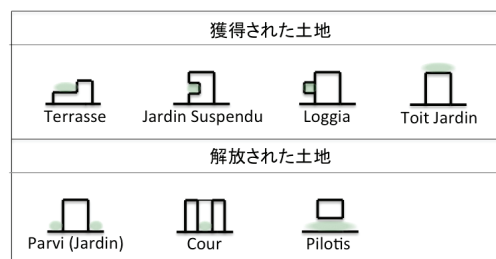 獲得された土地
Terrasse Jardin Suspendu Loggia Toit Jardin
解放された土地
Parvi (Jardin) Cour Pilotis